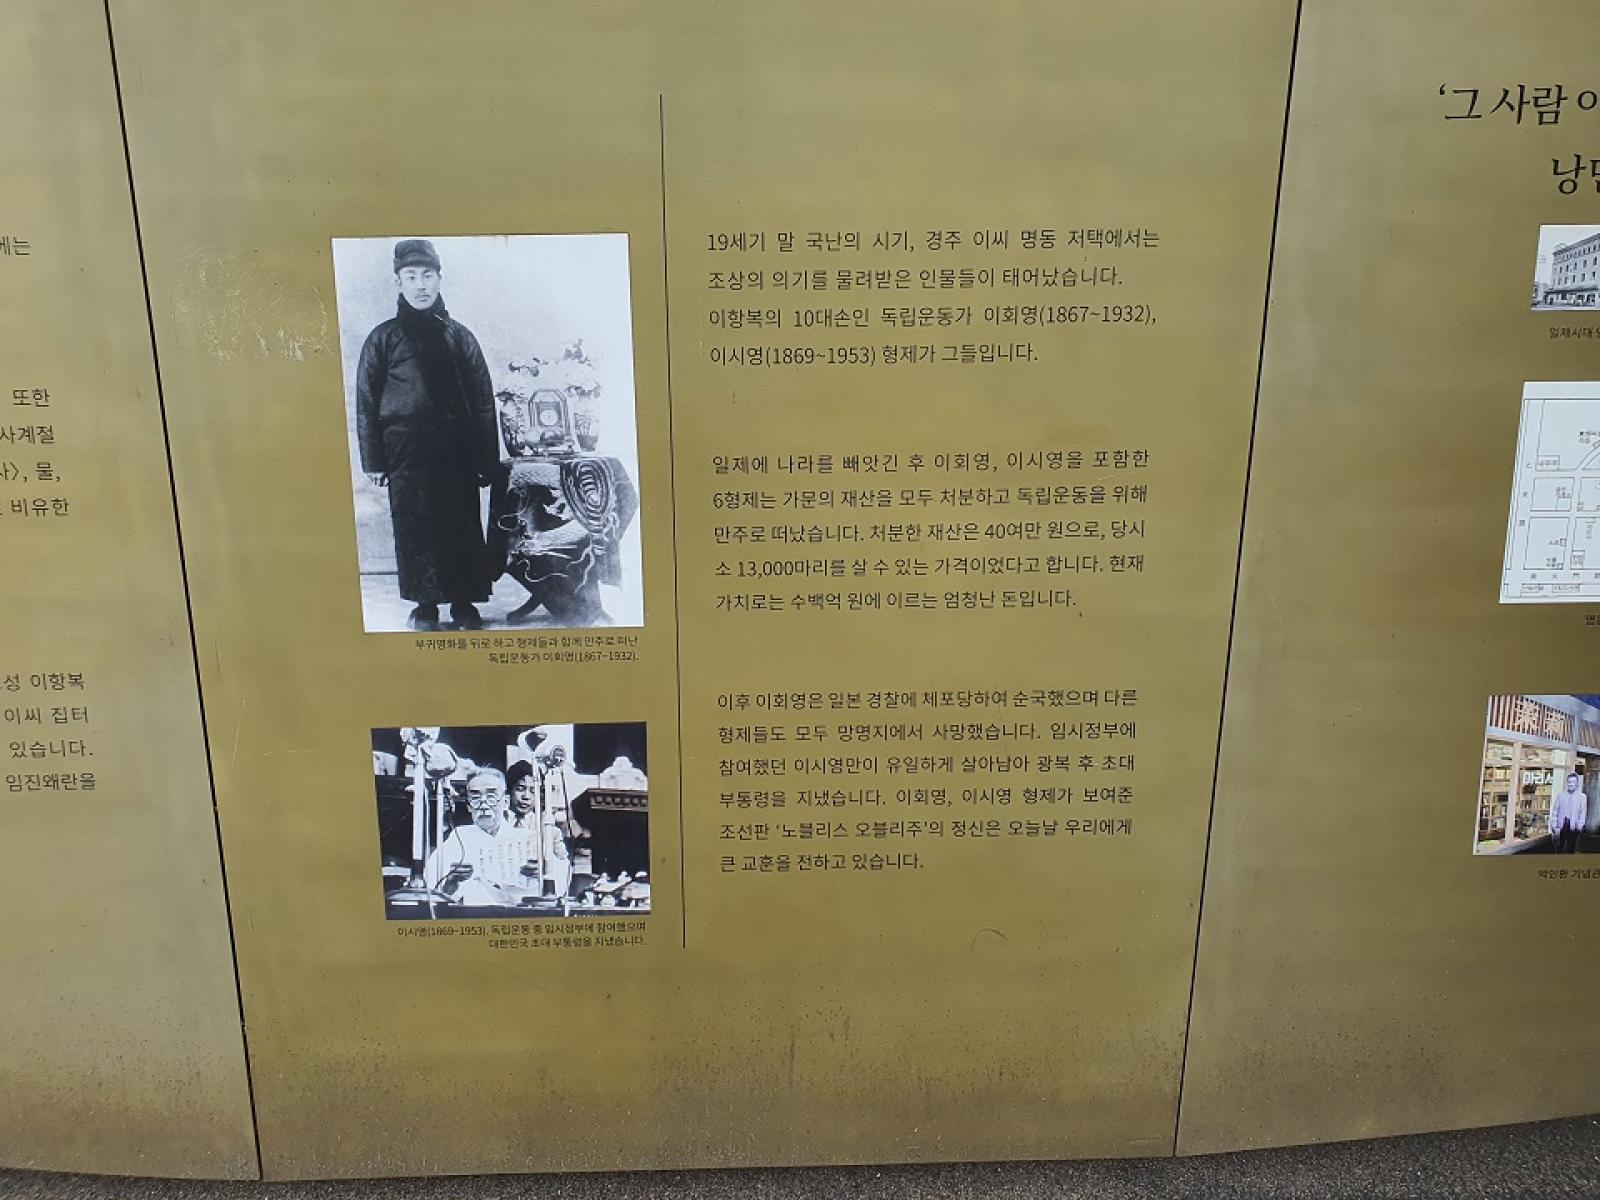 에는
또한
사계절
사>, 물,
비유한
성 이항복
이씨 집터
있습니다.
임진왜란을
부귀영화를 뒤로 하고 형제들과 함께 만주로 떠난
독립운동가 이회영(1867~1932).
이시영(1869~1953). 독립운동 중 임시정부에 참여했으며
대한민국 초대 부통령을 지냈습니다.
19세기 말 국난의 시기, 경주 이씨 명동 저택에서는
조상의 의기를 물려받은 인물들이 태어났습니다.
이항복의 10대손인 독립운동가 이회영(1867~1932),
이시영(1869~1953) 형제가 그들입니다.
일제에 나라를 빼앗긴 후 이회영, 이시영을 포함한
6형제는 가문의 재산을 모두 처분하고 독립운동을 위해
만주로 떠났습니다. 처분한 재산은 40여만 원으로, 당시
소 13,000마리를 살 수 있는 가격이었다고 합니다. 현재
가치로는 수백억 원에 이르는 엄청난 돈입니다.
이후 이회영은 일본 경찰에 체포당하여 순국했으며 다른
형제들도 모두 망명지에서 사망했습니다. 임시정부에
참여했던 이시영만이 유일하게 살아남아 광복 후 초대
부통령을 지냈습니다. 이회영, 이시영 형제가 보여준
조선판 '노블리스 오블리주'의 정신은 오늘날 우리에게
큰 교훈을 전하고 있습니다.
'그 사람 이
일제시대
박인환 기념관